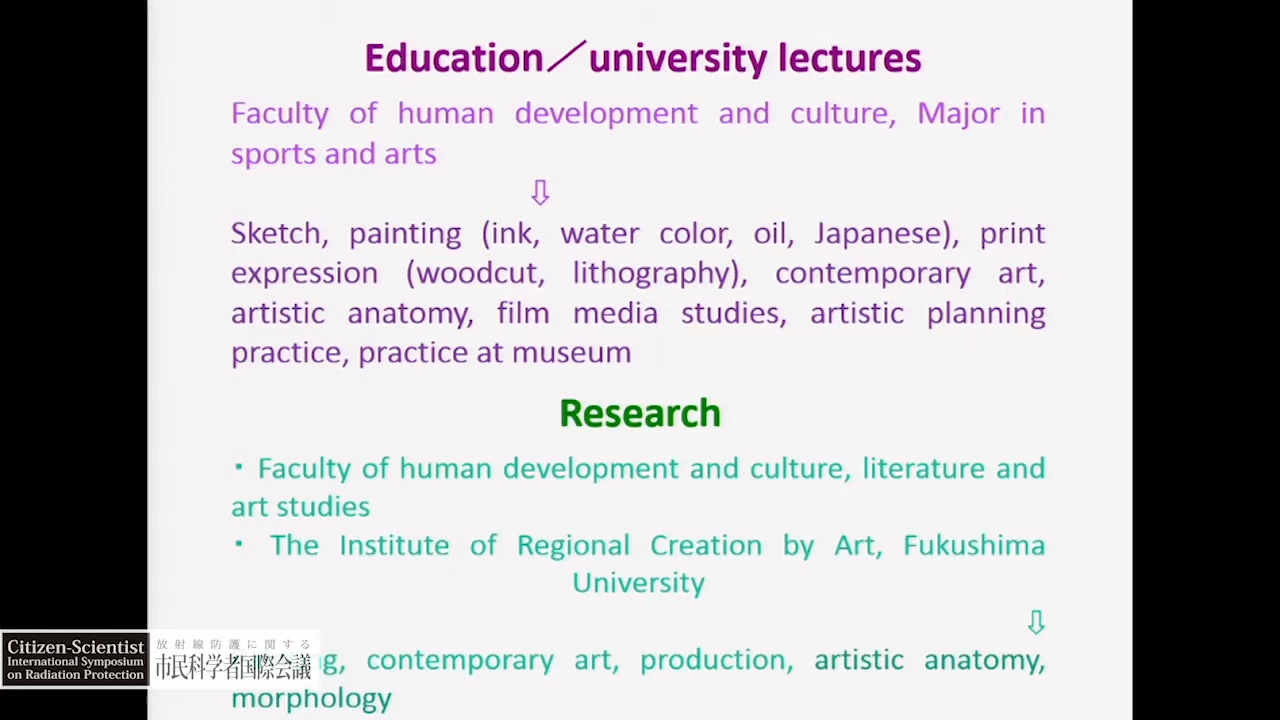 Education／university lectures
Faculty of human development and culture, Major in
sports and arts
⇩
Sketch, painting (ink, water color, oil, Japanese), print
expression (woodcut, lithography), contemporary art,
artistic anatomy, film media studies, artistic planning
practice, practice at museum
Research
・Faculty of human development and culture, literature and
art studies
・The Institute of Regional Creation by Art, Fukushima
University
⇩
contemporary art, production, artistic anatomy,
morphology
Citizen-Scientist
International Symposium
on Radiation Protection
放射線防護に関する
市民科学者国際会議